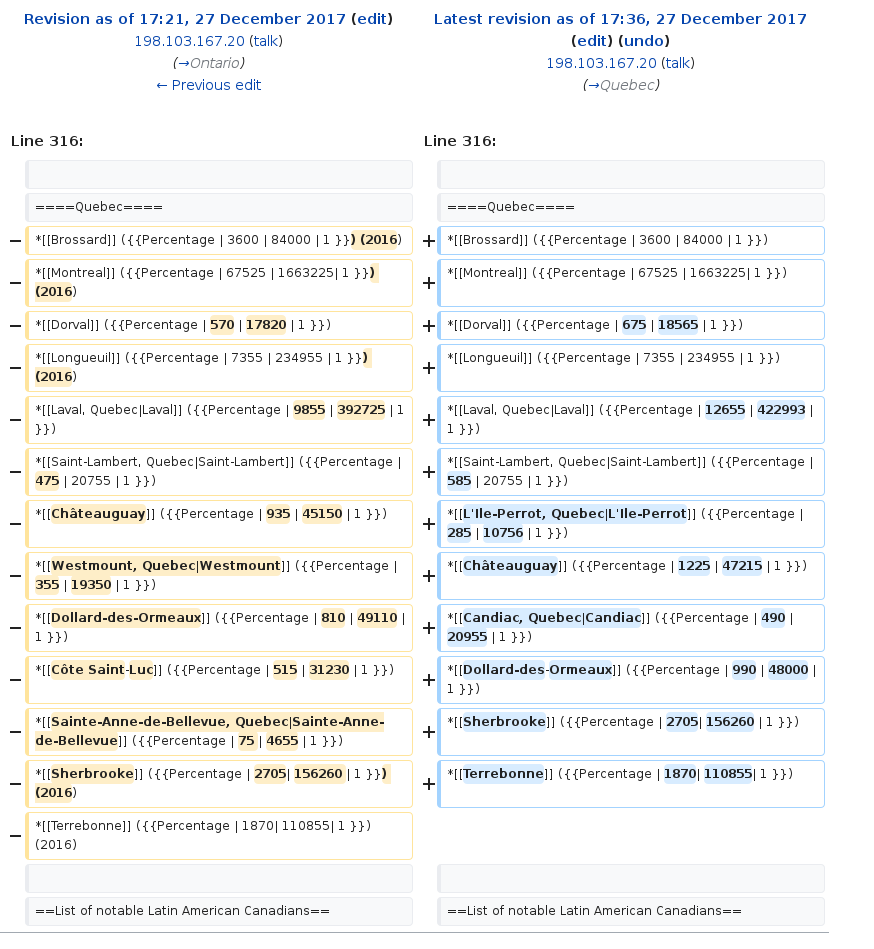 Revision as of 17:21, 27 December 2017 (edit)
198.103.167.20 (talk)
(→Ontario)
← Previous edit
Latest revision as of 17:36, 27 December 2017
(edit) (undo)
198.103.167.20 (talk)
(→Quebec)
Line 316:
Line 316:
====Quebec====
====Quebec====
− *[[Brossard]] ({{Percentage | 3600 | 84000 | 1 }}) (2016)
+ *[[Brossard]] ({{Percentage | 3600 | 84000 | 1 }})
− *[[Montreal]] ({{Percentage | 67525 | 1663225| 1 }})
(2016)
+ *[[Montreal]] ({{Percentage | 67525 | 1663225| 1 }})
− *[[Dorval]] ({{Percentage | 570 | 17820 | 1 }})
+ *[[Dorval]] ({{Percentage | 675 | 18565 | 1 }})
− *[[Longueuil]] ({{Percentage | 7355 | 234955 | 1 }})
(2016)
+ *[[Longueuil]] ({{Percentage | 7355 | 234955 | 1 }})
− *[[Laval, Quebec|Laval]] ({{Percentage | 9855 | 392725 | 1
}})
+ *[[Laval, Quebec|Laval]] ({{Percentage | 12655 | 422993 |
1 }})
− *[[Saint-Lambert, Quebec|Saint-Lambert]] ({{Percentage |
475 | 20755 | 1 }})
+ *[[Saint-Lambert, Quebec|Saint-Lambert]] ({{Percentage |
585 | 20755 | 1 }})
− *[[Châteauguay]] ({{Percentage | 935 | 45150 | 1 }})
+ *[[L'Ile-Perrot, Quebec|L'Ile-Perrot]] ({{Percentage |
285 | 10756 | 1 }})
− *[[Westmount, Quebec|Westmount]] ({{Percentage |
355 | 19350 | 1 }})
+ *[[Châteauguay]] ({{Percentage | 1225 | 47215 | 1 }})
− *[[Dollard-des-Ormeaux]] ({{Percentage | 810 | 49110 |
1 }})
+ *[[Candiac, Quebec|Candiac]] ({{Percentage | 490 |
20955 | 1 }})
− *[[Côte Saint-Luc]] ({{Percentage | 515 | 31230 | 1 }})
+ *[[Dollard-des-Ormeaux]] ({{Percentage | 990 | 48000 |
1 }})
− *[[Sainte-Anne-de-Bellevue, Quebec|Sainte-Anne-
de-Bellevue]] ({{Percentage | 75 | 4655 | 1 }})
+ *[[Sherbrooke]] ({{Percentage | 2705| 156260 | 1 }})
− *[[Sherbrooke]] ({{Percentage | 2705| 156260 | 1 }})
(2016)
+ *[[Terrebonne]] ({{Percentage | 1870| 110855| 1 }})
− *[[Terrebonne]] ({{Percentage | 1870| 110855| 1 }})
(2016)
==List of notable Latin American Canadians==
==List of notable Latin American Canadians==